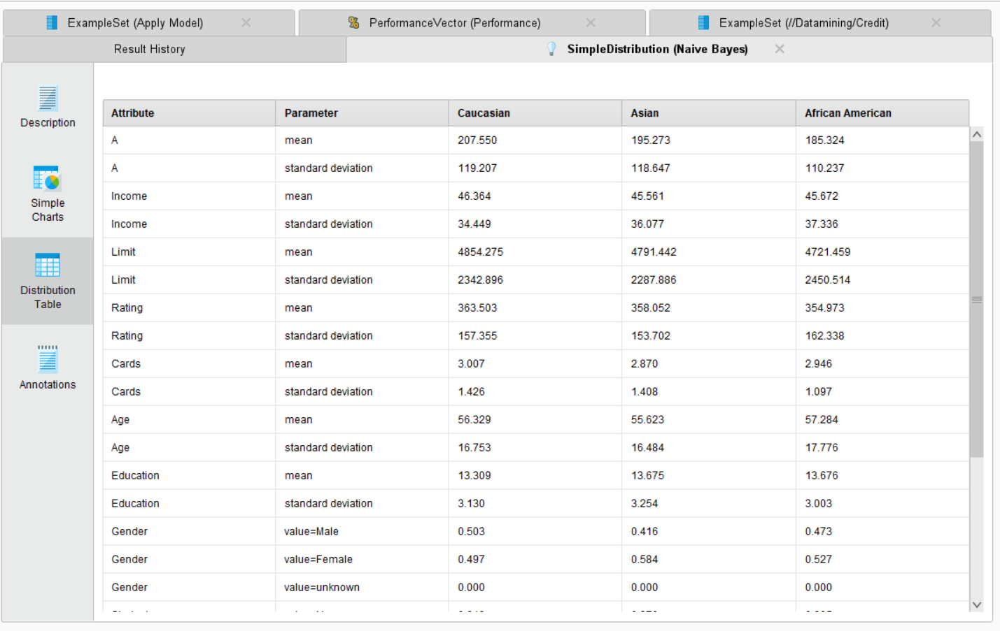 ExampleSet (Apply Model) PerformanceVector (Performance) ExampleSet (//Datamining/Credit)
Result History SimpleDistribution (Naive Bayes)
Description
Simple
Charts
Distribution
Table
Annotations
Attribute Parameter Caucasian Asian African American
A mean 207.550 195.273 185.324
A standard deviation 119.207 118.647 110.237
Income mean 46.364 45.561 45.672
Income standard deviation 34.449 36.077 37.336
Limit mean 4854.275 4791.442 4721.459
Limit standard deviation 2342.896 2287.886 2450.514
Rating mean 363.503 358.052 354.973
Rating standard deviation 157.355 153.702 162.338
Cards mean 3.007 2.870 2.946
Cards standard deviation 1.426 1.408 1.097
Age mean 56.329 55.623 57.284
Age standard deviation 16.753 16.484 17.776
Education mean 13.309 13.675 13.676
Education standard deviation 3.130 3.254 3.003
Gender value=Male 0.503 0.416 0.473
Gender value=Female 0.497 0.584 0.527
Gender value=unknown 0.000 0.000 0.000